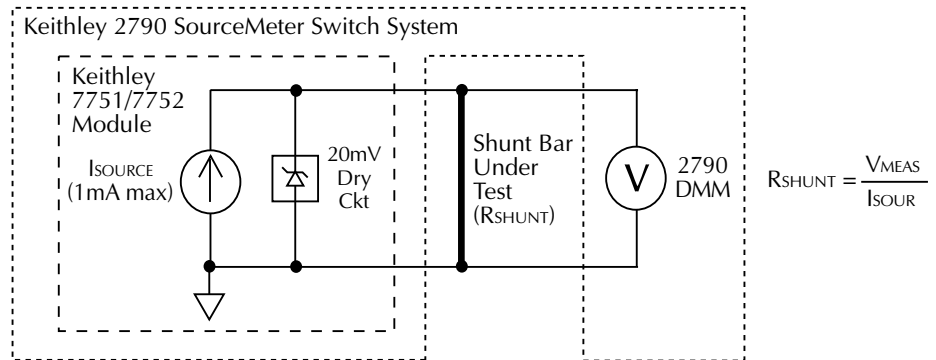 Keithley 2790 SourceMeter Switch System
Keithley
7751/7752
Module
ISOURCE
(1mA max)
20mV
Dry
Ckt
Shunt Bar
Under
Test
(RSHUNT)
V
2790
DMM
RSHUNT = VMEAS
ISOUR